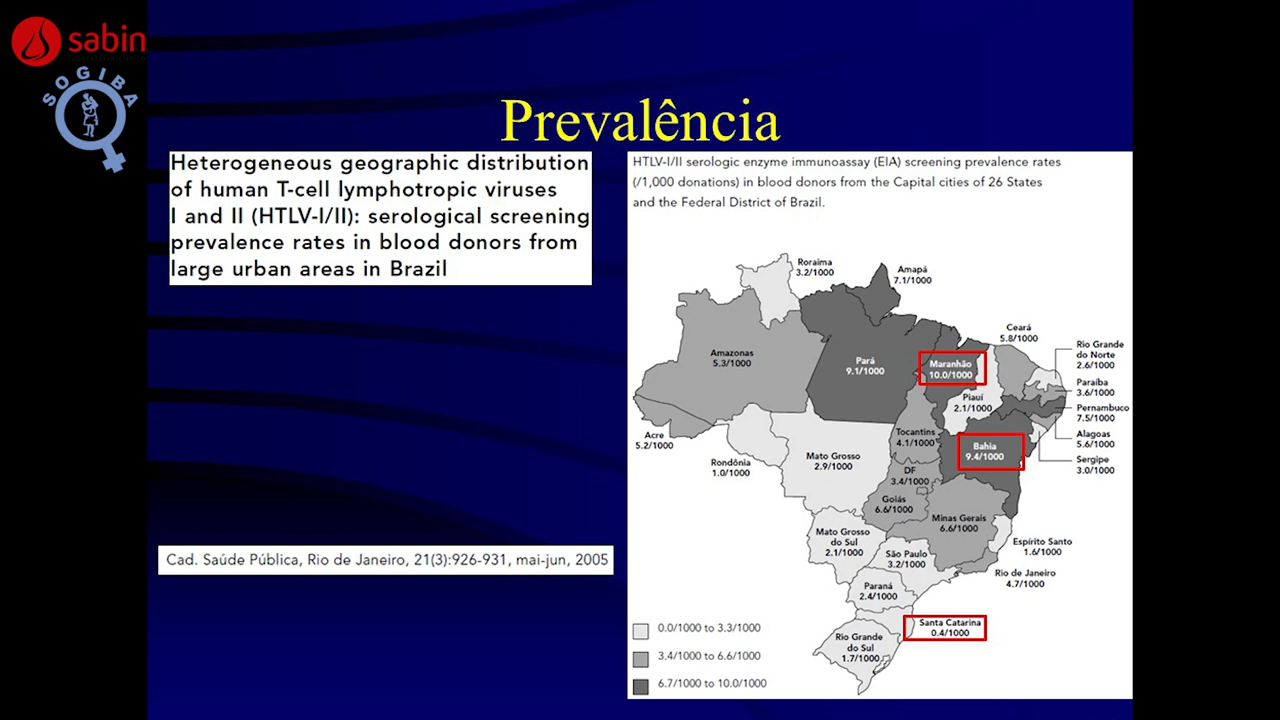 sabin
SOGIBA
Prevalência
Heterogeneous geographic distribution
of human T-cell lymphotropic viruses
I and II (HTLV-I/II): serological screening
prevalence rates in blood donors from
large urban areas in Brazil
Cad. Saúde Pública, Rio de Janeiro, 21(3):926-931, mai-jun, 2005
HTLV-I/II serologic enzyme immunoassay (EIA) screening prevalence rates
(/1,000 donations) in blood donors from the Capital cities of 26 States
and the Federal District of Brazil.
Roraima
3.2/1000
Amapá
7.1/1000
Ceará
5.8/1000
Rio Grande
do Norte
2.6/1000
Amazonas
5.3/1000
Pará
9.1/1000
Maranhão
10.0/1000
Paraíba
3.6/1000
Piauí
2.1/1000
Pernambuco
7.5/1000
Acre
5.2/1000
Tocantins
4.1/1000
Alagoas
5.6/1000
Bahia
9.4/1000
Sergipe
3.0/1000
Rondônia
1.0/1000
Mato Grosso
2.9/1000
DF
3.4/1000
Goiás
6.6/1000
Minas Gerais
6.6/1000
Mato Grosso
do Sul
2.1/1000
Espírito Santo
1.6/1000
São Paulo
3.2/1000
Rio de Janeiro
4.7/1000
Paraná
2.4/1000
Santa Catarina
0.4/1000
Rio Grande
do Sul
1.7/1000
0.0/1000 to 3.3/1000
3.4/1000 to 6.6/1000
6.7/1000 to 10.0/1000